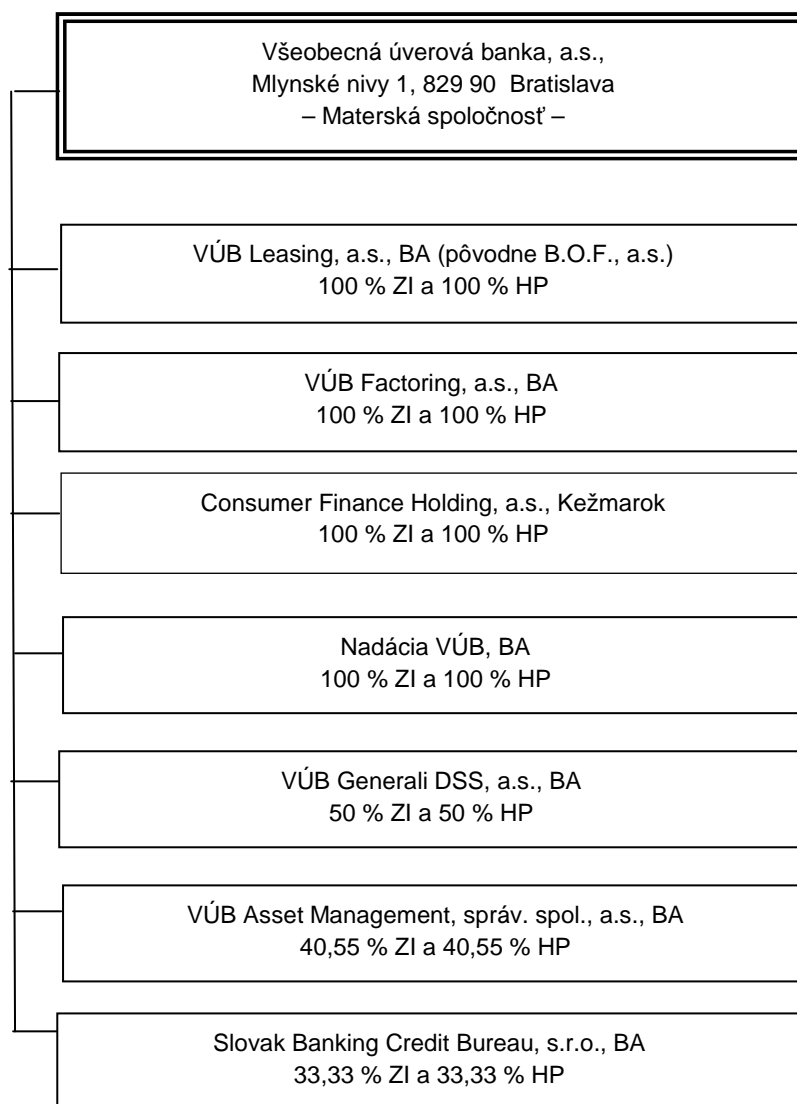 Všeobecná úverová banka, a.s.,
Mlynské nivy 1, 829 90 Bratislava
– Materská spoločnosť –
VÚB Leasing, a.s., BA (pôvodne B.O.F., a.s.)
100 % ZI a 100 % HP
VÚB Factoring, a.s., BA
100 % ZI a 100 % HP
Consumer Finance Holding, a.s., Kežmarok
100 % ZI a 100 % HP
Nadácia VÚB, BA
100 % ZI a 100 % HP
VÚB Generali DSS, a.s., BA
50 % ZI a 50 % HP
VÚB Asset Management, správ. spol., a.s., BA
40,55 % ZI a 40,55 % HP
Slovak Banking Credit Bureau, s.r.o., BA
33,33 % ZI a 33,33 % HP